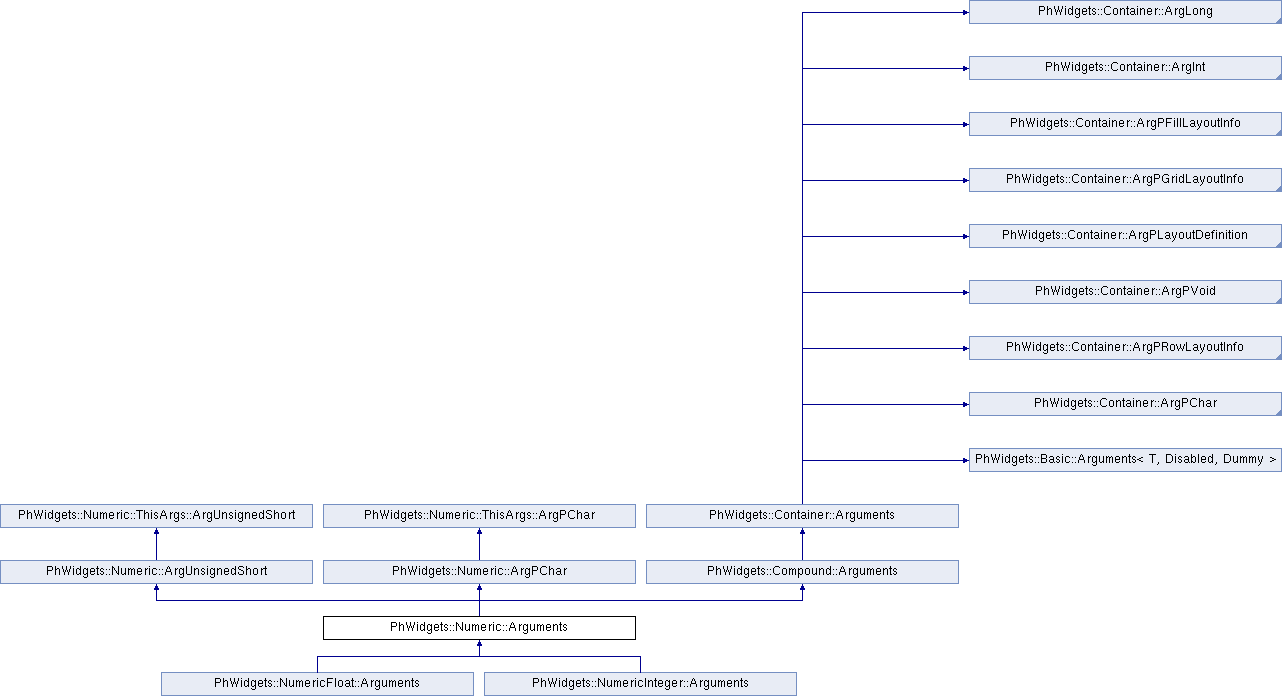 PhWidgets::Container::ArgLong
PhWidgets::Container::ArgInt
PhWidgets::Container::ArgPFillLayoutInfo
PhWidgets::Container::ArgPGridLayoutInfo
PhWidgets::Container::ArgPLayoutDefinition
PhWidgets::Container::ArgPVoid
PhWidgets::Container::ArgPRowLayoutInfo
PhWidgets::Container::ArgPChar
PhWidgets::Basic::Arguments< T, Disabled, Dummy >
PhWidgets::Numeric::ThisArgs::ArgUnsignedShort
PhWidgets::Numeric::ThisArgs::ArgPChar
PhWidgets::Container::Arguments
PhWidgets::Numeric::ArgUnsignedShort
PhWidgets::Numeric::ArgPChar
PhWidgets::Compound::Arguments
PhWidgets::Numeric::Arguments
PhWidgets::NumericFloat::Arguments
PhWidgets::NumericInteger::Arguments